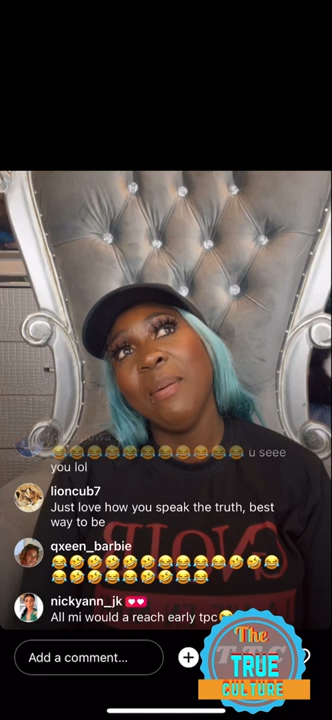 😂🤣🤣🤣🤣🤣😂🤣😂😂😂😂 u seee
you lol
lioncub7
Just love how you speak the truth, best
way to be
qxeen_barbie
😂🤣🤣🤣🤣🤣😂🤣😂😂😂🤣🤣😂
😂🤣🤣😂🤣🤣😂🤣😂😂
nickyann_jk 💕
All mi would a reach early tpc😂
Add a comment…
The
TRUE
CULTURE